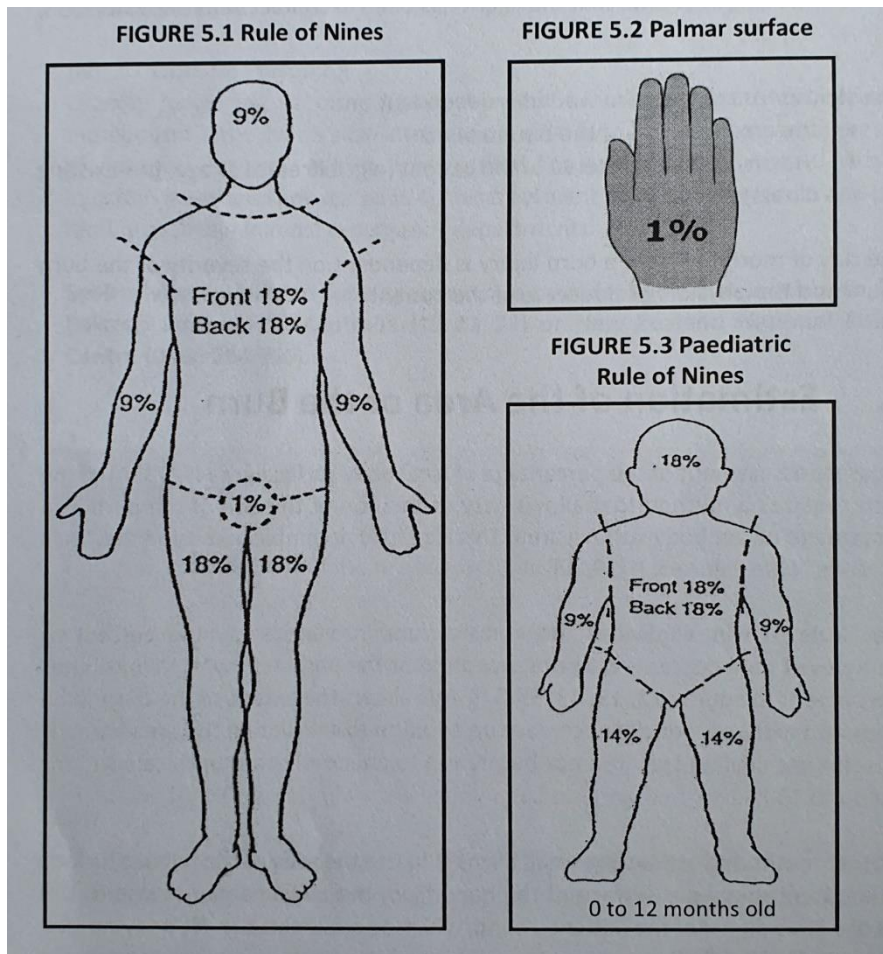 FIGURE 5.1 Rule of Nines
9%
Front 18%
Back 18%
9%
9%
1%
18%
18%
FIGURE 5.2 Palmar surface
1%
FIGURE 5.3 Paediatric
Rule of Nines
18%
Front 18%
Back 18%
9%
9%
14%
14%
0 to 12 months old